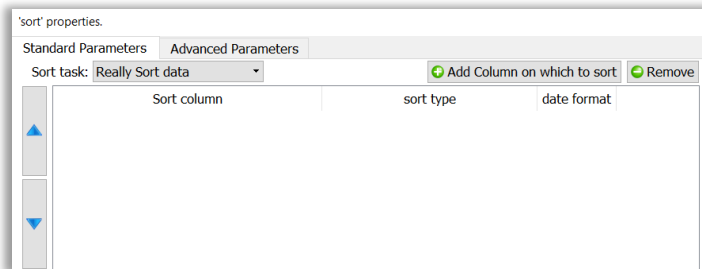 'sort' properties.
Standard Parameters Advanced Parameters
Sort task: Really Sort data Add Column on which to sort Remove
Sort column sort type date format